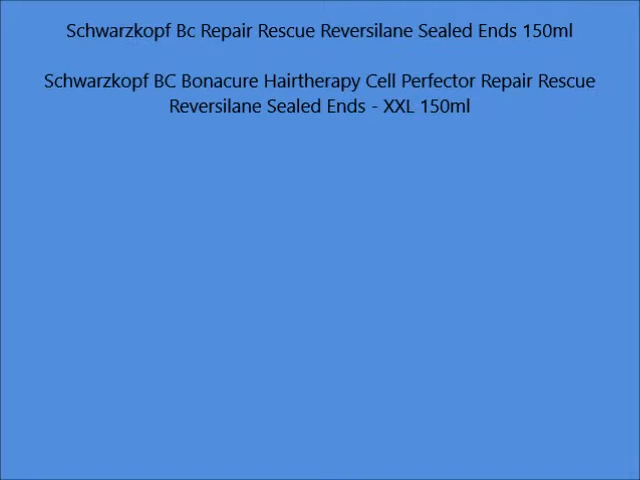 Schwarzkopf Bc Repair Rescue Reversilane Sealed Ends 150ml
Schwarzkopf BC Bonacure Hairtherapy Cell Perfector Repair Rescue
Reversilane Sealed Ends - XXL 150ml